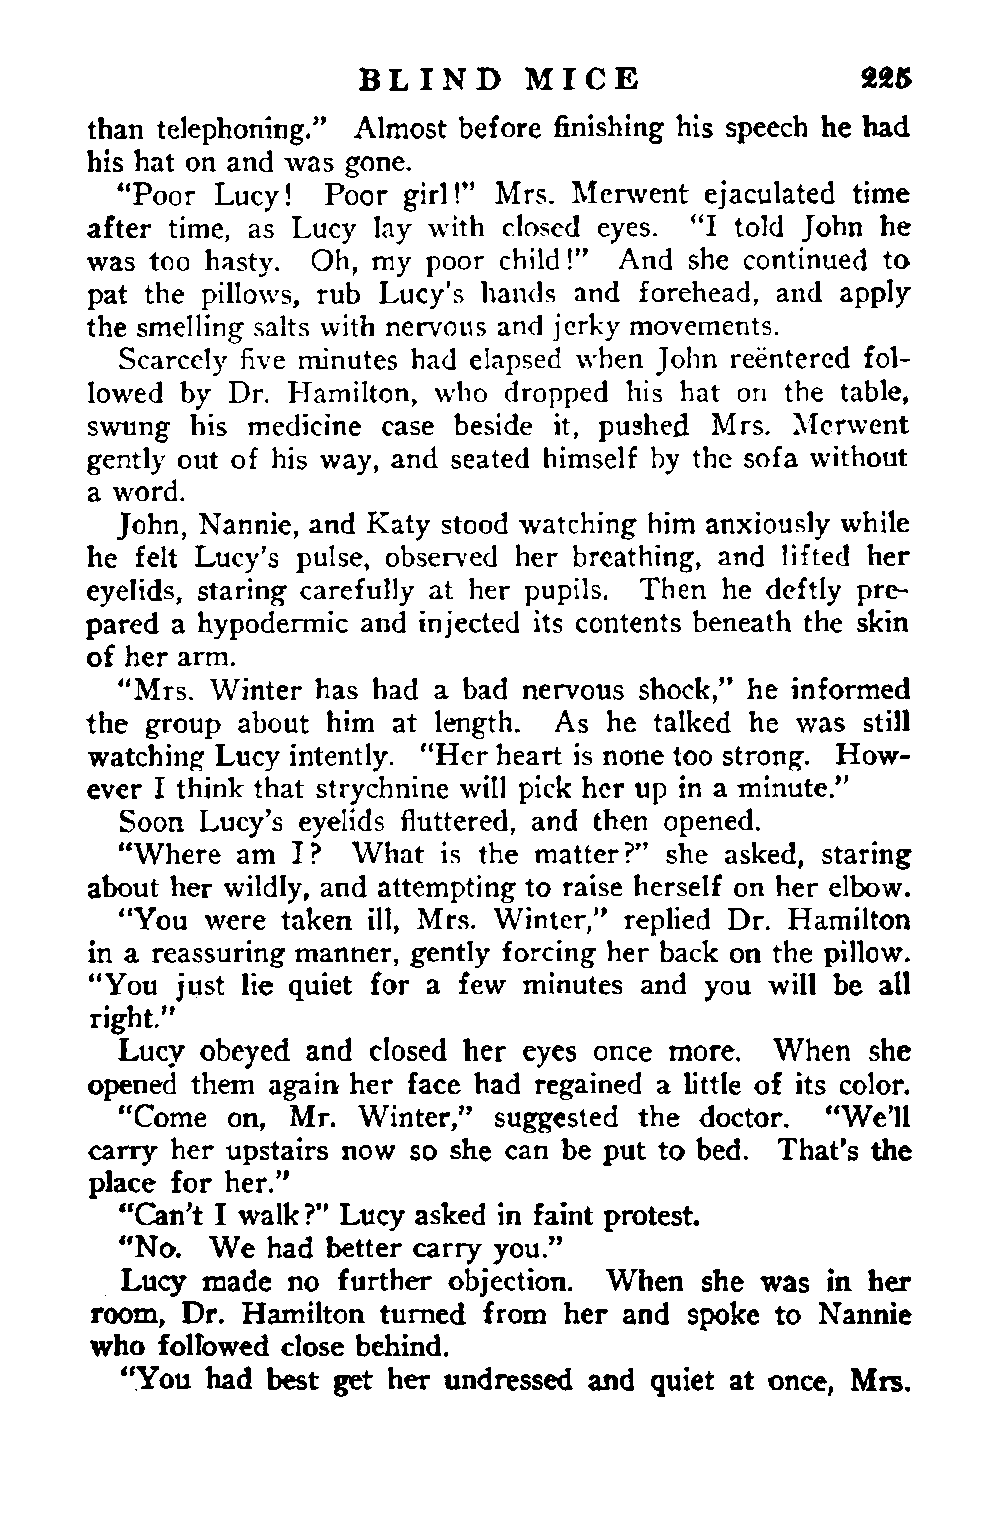 BLIND MICE 225
than telephoning.” Almost before finishing his speech he had
his hat on and was gone.
“Poor Lucy! Poor girl!” Mrs. Merwent ejaculated time
after time, as Lucy lay with closed eyes. “I told John he
was too hasty. Oh, my poor child!” And she continued to
pat the pillows, rub Lucy's hands and forehead, and apply
the smelling salts with nervous and jerky movements.
Scarcely five minutes had elapsed when John reëntered fol-
lowed by Dr. Hamilton, who dropped his hat on the table,
swung his medicine case beside it, pushed Mrs. Merwent
gently out of his way, and seated himself by the sofa without
a word.
John, Nannie, and Katy stood watching him anxiously while
he felt Lucy's pulse, observed her breathing, and lifted her
eyelids, staring carefully at her pupils. Then he deftly pre-
pared a hypodermic and injected its contents beneath the skin
of her arm.
“Mrs. Winter has had a bad nervous shock,” he informed
the group about him at length. As he talked he was still
watching Lucy intently. “Her heart is none too strong. How-
ever I think that strychnine will pick her up in a minute.”
Soon Lucy's eyelids fluttered, and then opened.
“Where am I? What is the matter?” she asked, staring
about her wildly, and attempting to raise herself on her elbow.
“You were taken ill, Mrs. Winter,” replied Dr. Hamilton
in a reassuring manner, gently forcing her back on the pillow.
“You just lie quiet for a few minutes and you will be all
right.”
Lucy obeyed and closed her eyes once more. When she
opened them again her face had regained a little of its color.
“Come on, Mr. Winter,” suggested the doctor. “We'll
carry her upstairs now so she can be put to bed. That's the
place for her.”
“Can't I walk?” Lucy asked in faint protest.
“No. We had better carry you.”
Lucy made no further objection. When she was in her
room, Dr. Hamilton turned from her and spoke to Nannie
who followed close behind.
“You had best get her undressed and quiet at once, Mrs.